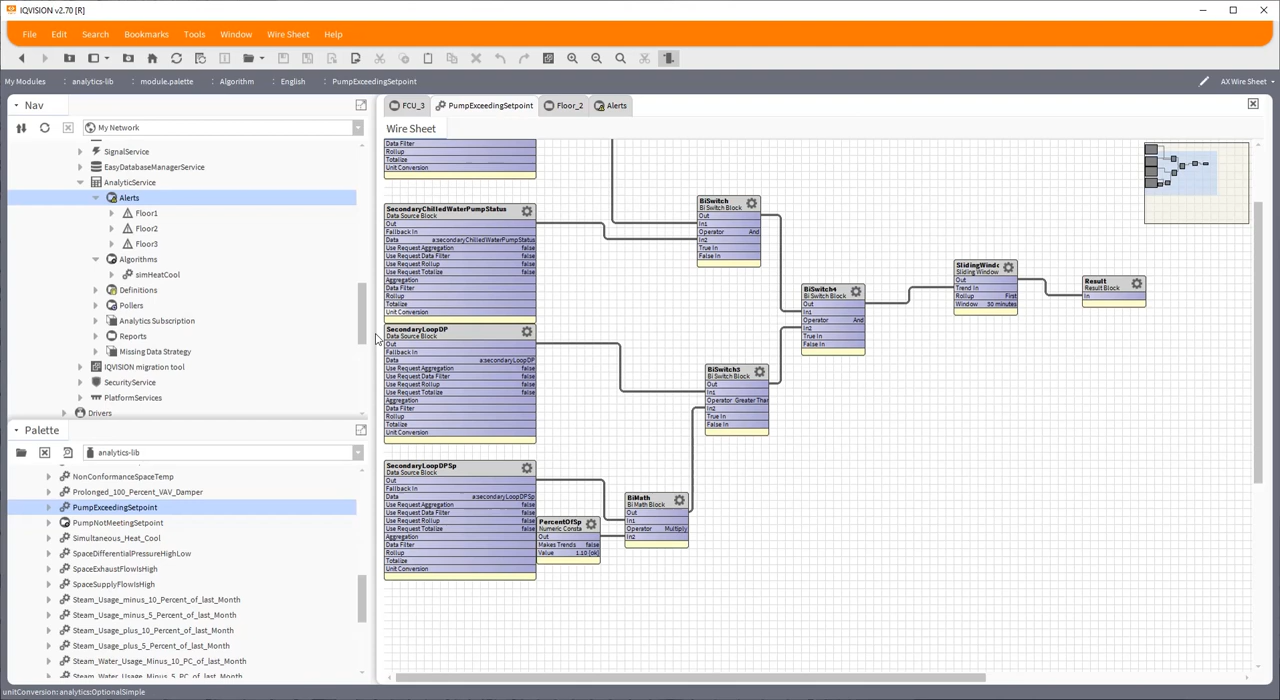 IQVISION v2.70 [R]
File Edit Search Bookmarks Tools Window Wire Sheet Help
My Modules analytics-lib module.palette Algorithm English PumpExceedingSetpoint AX Wire Sheet
Nav
My Network
SignalService
EasyDatabaseManagerService
AnalyticService
Alerts
Floor1
Floor2
Floor3
Algorithms
simHeatCool
Definitions
Pollers
Analytics Subscription
Reports
Missing Data Strategy
IQVISION migration tool
SecurityService
PlatformServices
Drivers
Palette
analytics-lib
NonConformanceSpaceTemp
Prolonged_100_Percent_VAV_Damper
PumpExceedingSetpoint
PumpNotMeetingSetpoint
Simultaneous_Heat_Cool
SpaceDifferentialPressureHighLow
SpaceExhaustFlowIsHigh
SpaceSupplyFlowIsHigh
Steam_Usage_minus_10_Percent_of_last_Month
Steam_Usage_minus_5_Percent_of_last_Month
Steam_Usage_plus_10_Percent_of_last_Month
Steam_Usage_plus_5_Percent_of_last_Month
Steam_Water_Usage_Minus_10_PC_of_last_Month
Steam_Water_Usage_Minus_5_PC_of_last_Month
FCU_3 PumpExceedingSetpoint Floor_2 Alerts
Wire Sheet
Data Filter
Rollup
Totalize
Unit Conversion
SecondaryChilledWaterPumpStatus
Data Source Block
Out
Fallback In
Data a:secondaryChilledWaterPumpStatus
Use Request Aggregation false
Use Request Data Filter false
Use Request Rollup false
Use Request Totalize false
Aggregation
Data Filter
Rollup
Totalize
Unit Conversion
SecondaryLoopDP
Data Source Block
Out
Fallback In
Data a:secondaryLoopDP
Use Request Aggregation false
Use Request Data Filter false
Use Request Rollup false
Use Request Totalize false
Aggregation
Data Filter
Rollup
Totalize
Unit Conversion
SecondaryLoopDPSp
Data Source Block
Out
Fallback In
Data a:secondaryLoopDPSp
Use Request Aggregation false
Use Request Data Filter false
Use Request Rollup false
Use Request Totalize false
Aggregation
Data Filter
Rollup
Totalize
Unit Conversion
PercentOfSp
Numeric Consta
Out
Makes Trends false
Value 1.10 {ok}
BiMath
Bi Math Block
Out
In1
Operator Multiply
In2
BiSwitch
Bi Switch Block
Out
In1
Operator And
In2
True In
False In
BiSwitch3
Bi Switch Block
Out
In1
Operator Greater Than
In2
True In
False In
BiSwitch4
Bi Switch Block
Out
In1
Operator And
In2
True In
False In
SlidingWindo
Sliding Window
Out
Trend In
Rollup First
Window 30 minutes
Result
Result Block
In
unitConversion: analytics:OptionalSimple